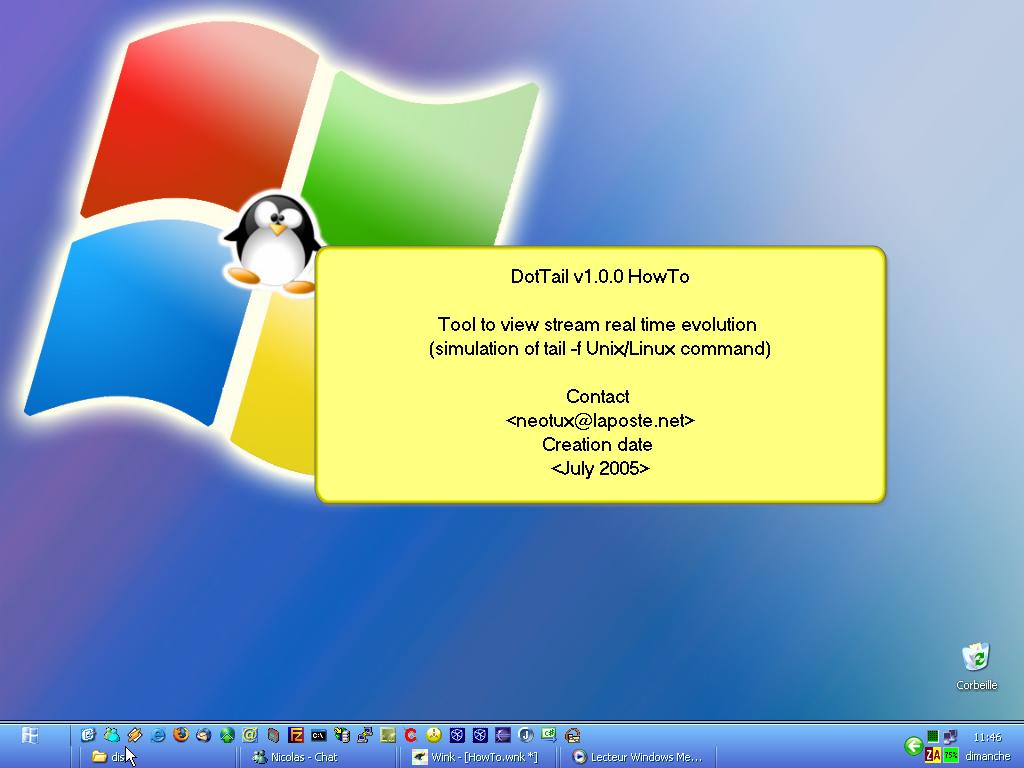 DotTail v1.0.0 HowTo
Tool to view stream real time evolution
(simulation of tail -f Unix/Linux command)
Contact
<neotux@laposte.net>
Creation date
<July 2005>
Corbeille
11:46
Nicolas - Chat
Wink - [HowTo.wnk *]
Lecteur Windows Me...
ZA
75%
dimanche